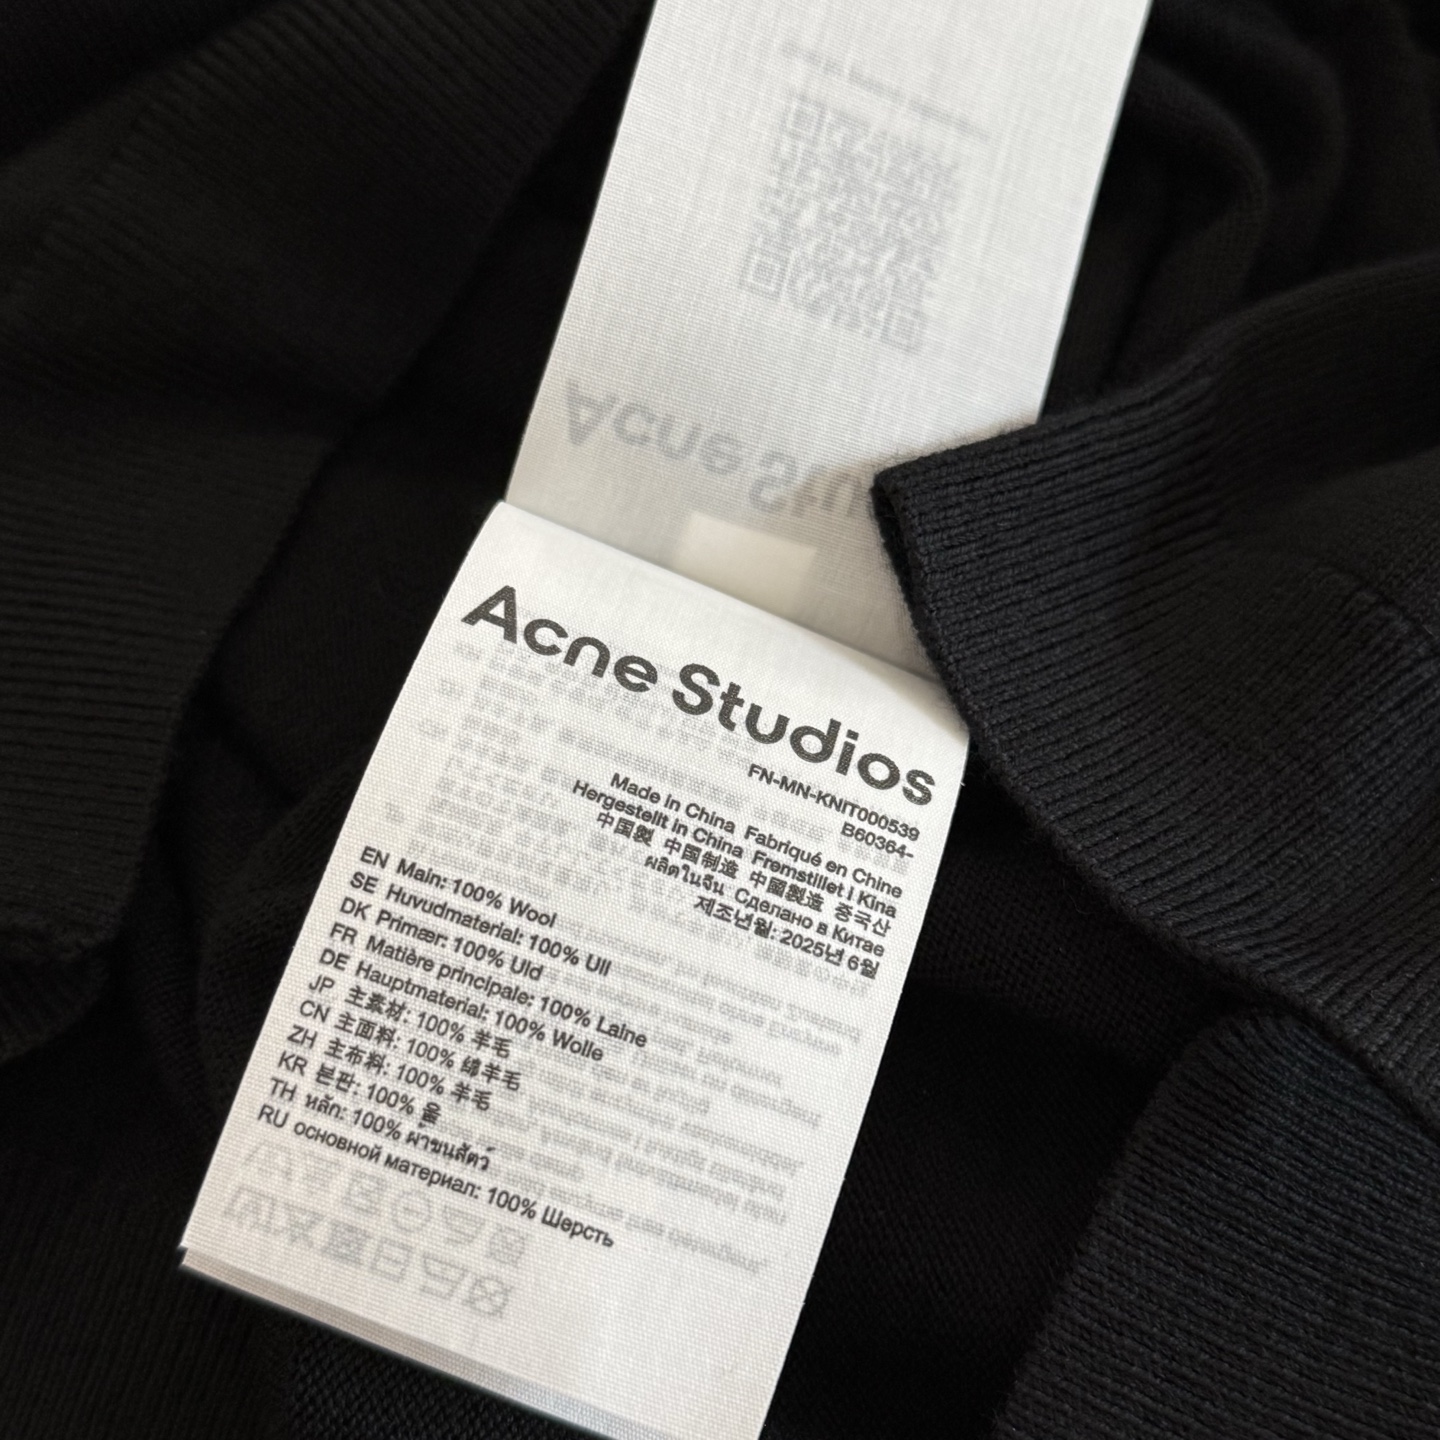 Acne Studios
FN-MN-KNIT000539
B60364-
Made in China Fabriqué en Chine
Hergestellt in China Fremstillet i Kina
中国製 中国制造 中國製造 중국산
ผลิตในจีน Сделано в Китае
제조년월: 2025년 6월
EN Main: 100% Wool
SE Huvudmaterial: 100% Ull
DK Primær: 100% Uld
FR Matière principale: 100% Laine
DE Hauptmaterial: 100% Wolle
JP 主素材: 100% 羊毛
CN 主面料: 100% 绵羊毛
ZH 主布料: 100% 羊毛
KR 본판: 100% 울
TH หลัก: 100% ผ้าขนสัตว์
RU основной материал: 100% Шерсть